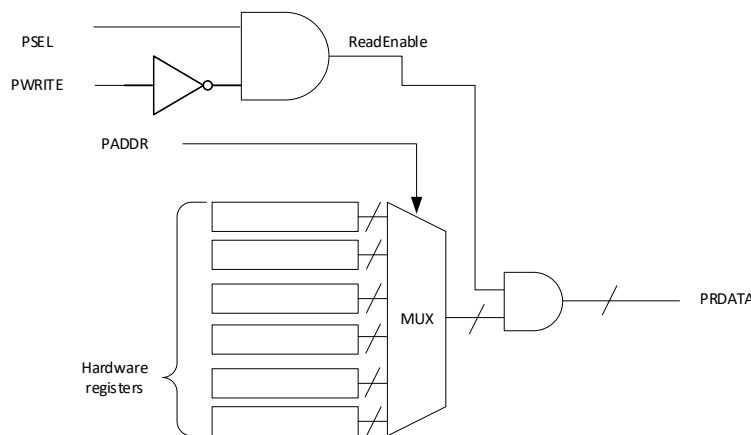 PSEL
ReadEnable
PWRITE
PADDR
MUX
PRDATA
Hardware
registers